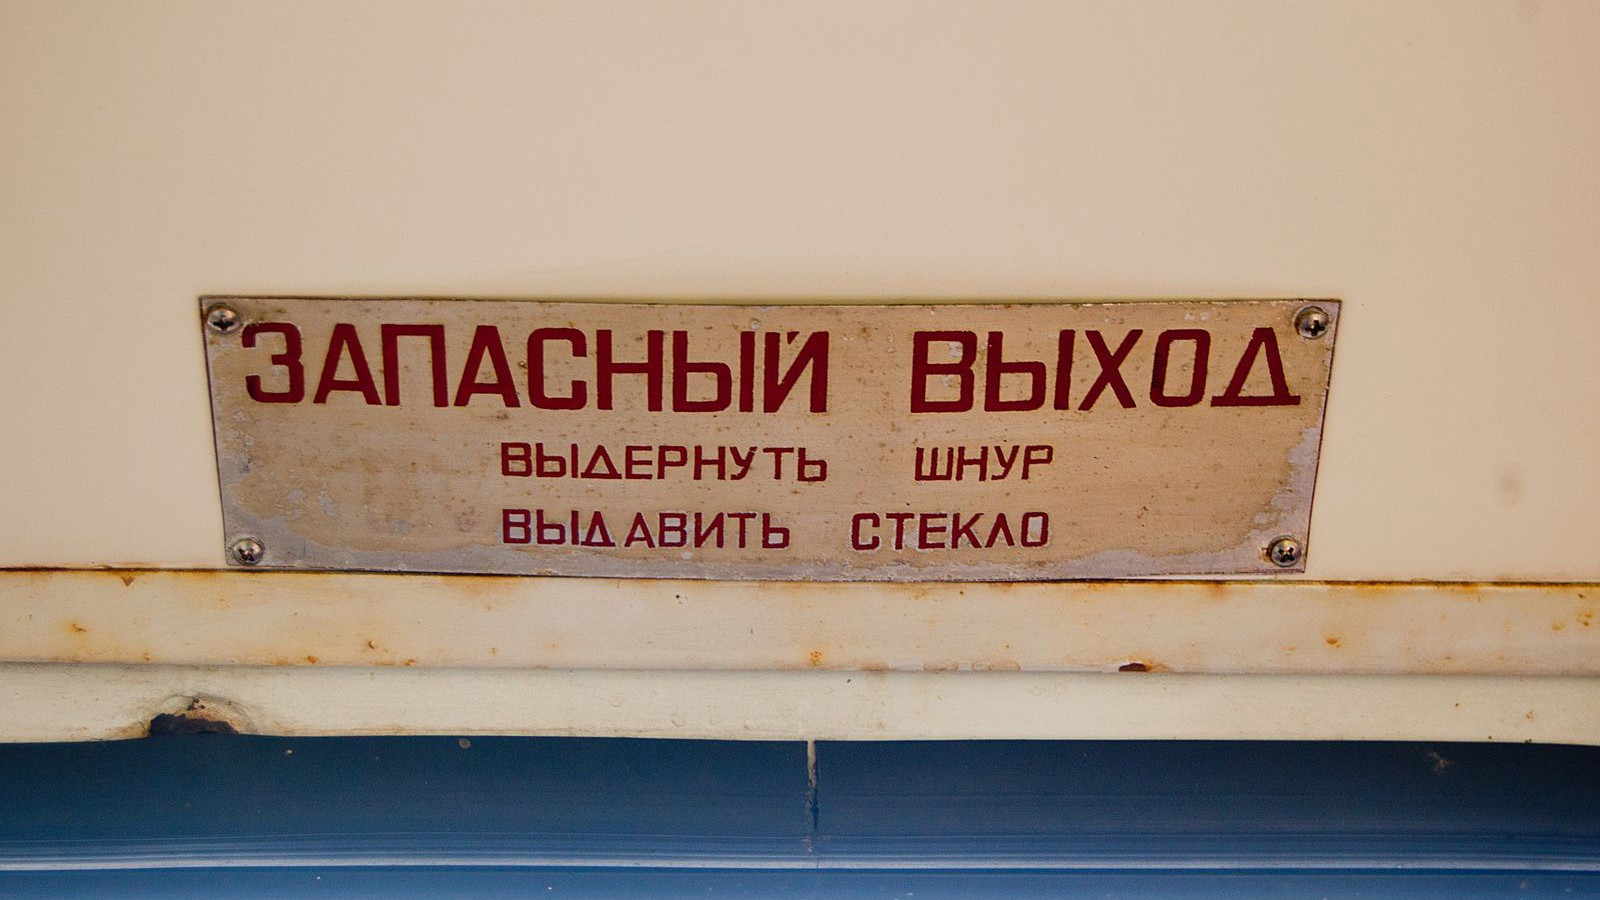 ЗАПАСНЫЙ ВЫХОД
ВЫДЕРНУТЬ ШНУР
ВЫДАВИТЬ СТЕКЛО